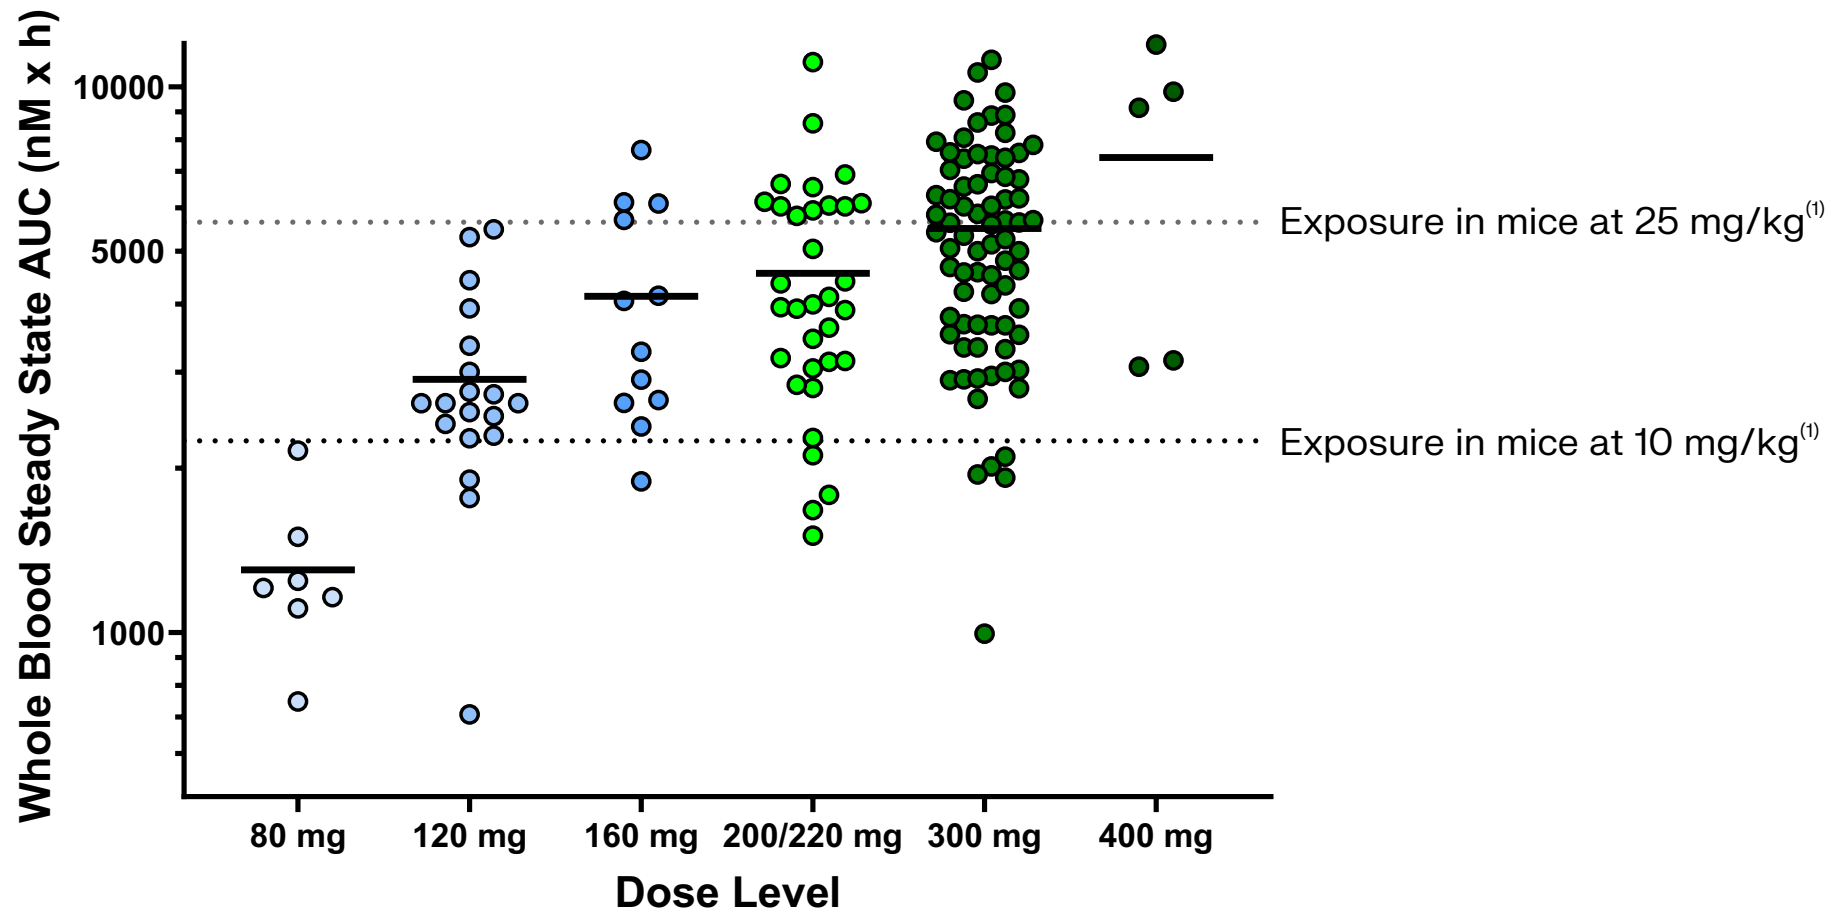 Whole Blood Steady State AUC (nM x h)
10000
5000
1000
Exposure in mice at 25 mg/kg(1)
Exposure in mice at 10 mg/kg(1)
80 mg 120 mg 160 mg 200/220 mg 300 mg 400 mg
Dose Level